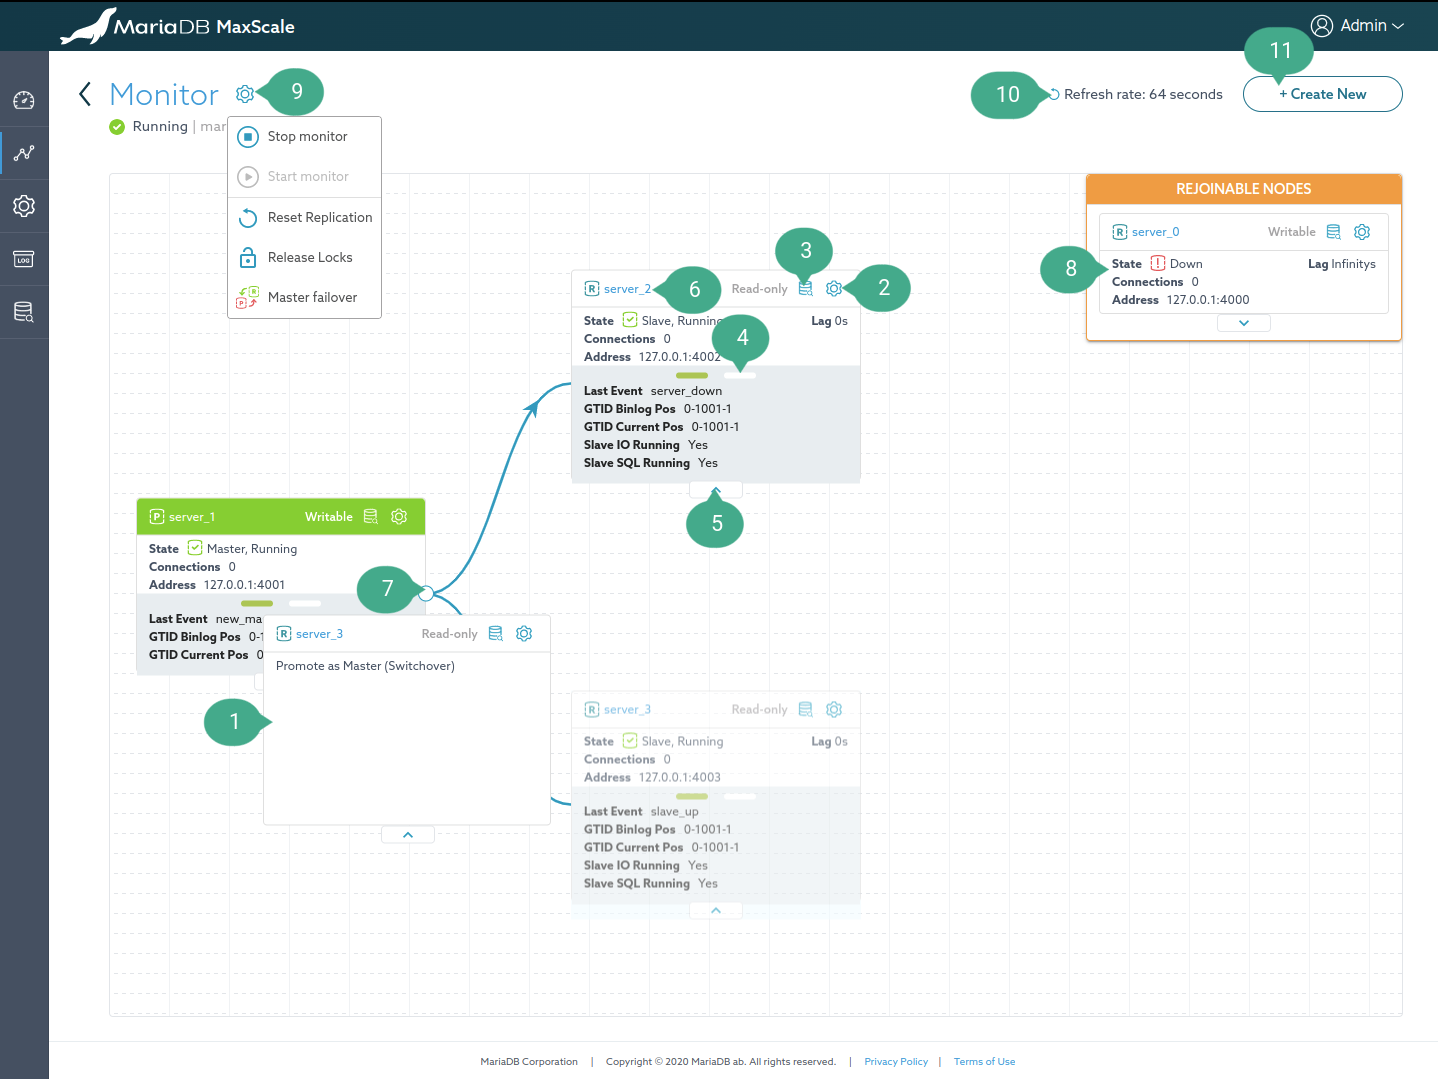 MariaDB MaxScale
Admin
11
Monitor
9
10
Refresh rate: 64 seconds
+ Create New
Running | mar
Stop monitor
Start monitor
Reset Replication
Release Locks
Master failover
REJOINABLE NODES
R server_0 Writable
8
State Down Lag Infinitys
Connections 0
Address 127.0.0.1:4000
LOG
3
R server_2 6 Read-only 2
State Slave, Running Lag 0s
Connections 0
4
Address 127.0.0.1:4002
Last Event server_down
GTID Binlog Pos 0-1001-1
GTID Current Pos 0-1001-1
Slave IO Running Yes
Slave SQL Running Yes
5
P server_1 Writable
State Master, Running
Connections 0
Address 127.0.0.1:4001
7
Last Event new_ma
GTID Binlog Pos 0-1
GTID Current Pos 0
R server_3 Read-only
Promote as Master (Switchover)
1
R server_3 Read-only
State Slave, Running Lag 0s
Connections 0
Address 127.0.0.1:4003
Last Event slave_up
GTID Binlog Pos 0-1001-1
GTID Current Pos 0-1001-1
Slave IO Running Yes
Slave SQL Running Yes
MariaDB Corporation | Copyright © 2020 MariaDB ab. All rights reserved. | Privacy Policy | Terms of Use